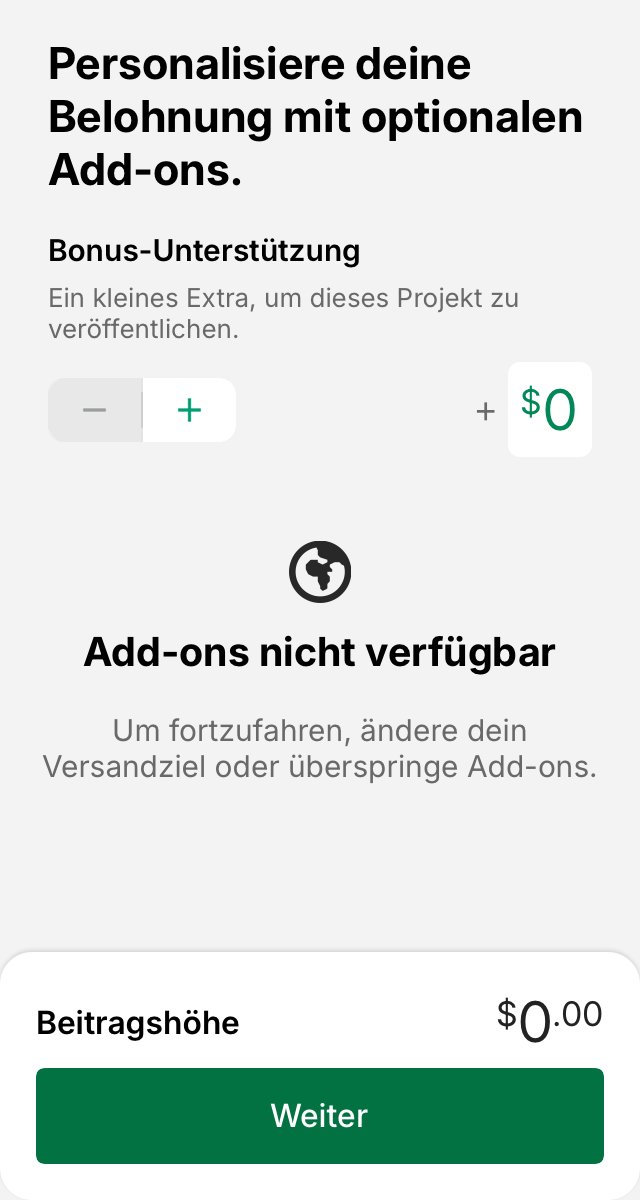 Personalisiere deine
Belohnung mit optionalen
Add-ons.
Bonus-Unterstützung
Ein kleines Extra, um dieses Projekt zu
veröffentlichen.
− + + $0
Add-ons nicht verfügbar
Um fortzufahren, ändere dein
Versandziel oder überspringe Add-ons.
Beitragshöhe $0.00
Weiter